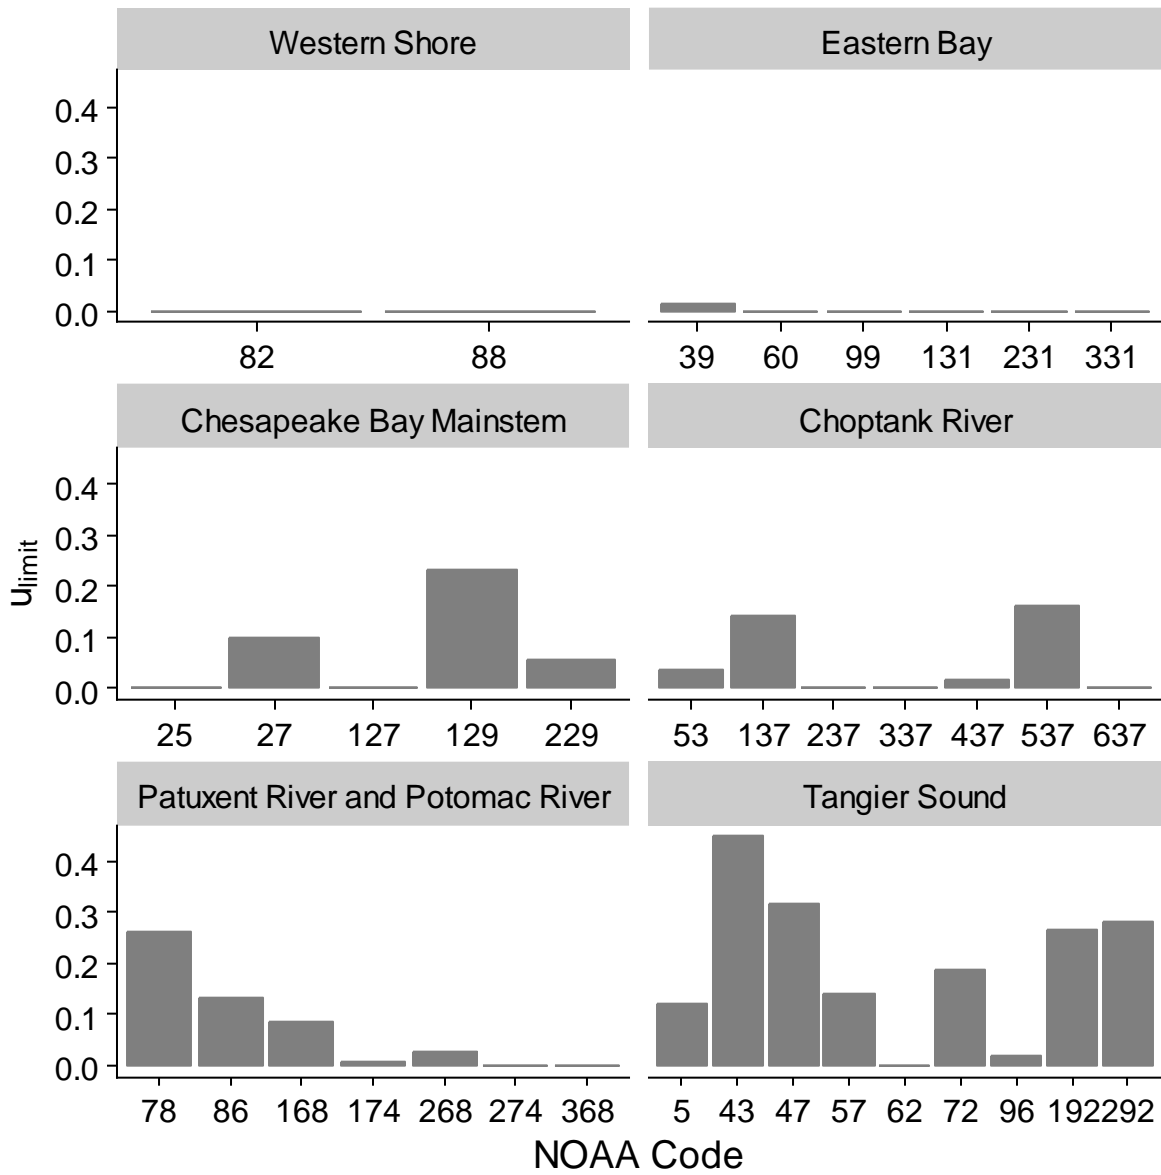 Western Shore
Eastern Bay
0.4
0.3
0.2
0.1
0.0
82 88
39 60 99 131 231 331
Chesapeake Bay Mainstem
Choptank River
0.4
0.3
0.2
0.1
0.0
25 27 127 129 229
53 137 237 337 437 537 637
Patuxent River and Potomac River
Tangier Sound
0.4
0.3
0.2
0.1
0.0
78 86 168 174 268 274 368
5 43 47 57 62 72 96 192 292
u_limit
NOAA Code